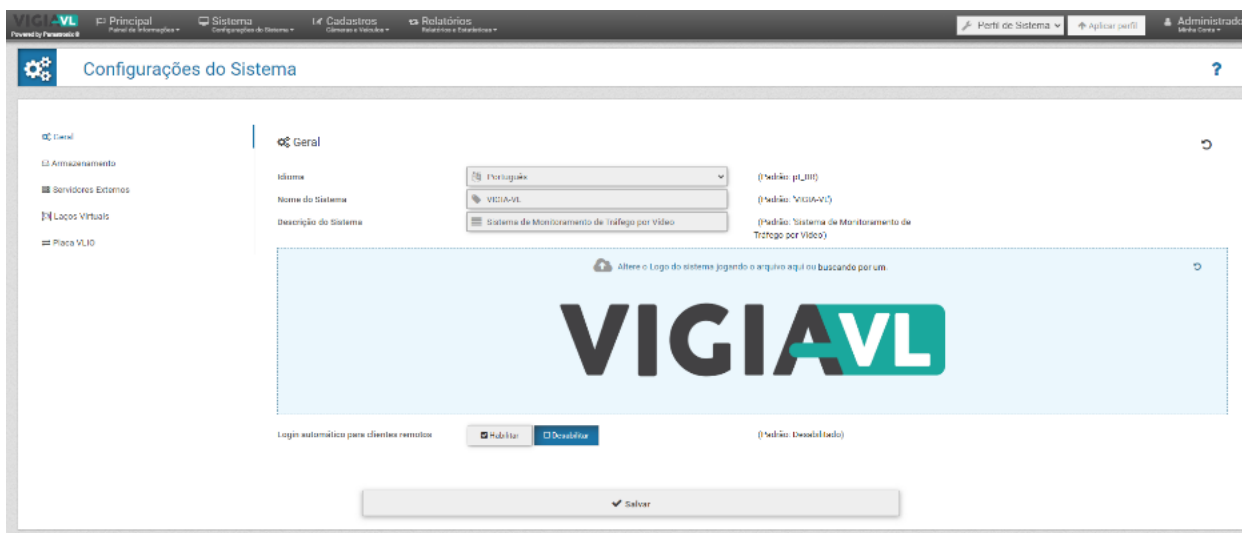 VIGIA-VL
Powered by Pumatronix ®
Principal
Painel de Informações
Sistema
Configurações do Sistema
Cadastros
Câmeras e Veículos
Relatórios
Relatórios e Estatísticas
Perfil de Sistema
Aplicar perfil
Administrado
Minha Conta
Configurações do Sistema
?
Geral
Armazenamento
Servidores Externos
Laços Virtuais
Placa VLIO
Geral
Idioma
Português
(Padrão: pt_BR)
Nome do Sistema
VIGIA-VL
(Padrão: 'VIGIA-VL')
Descrição do Sistema
Sistema de Monitoramento de Tráfego por Vídeo
(Padrão: 'Sistema de Monitoramento de
Tráfego por Vídeo')
Altere o Logo do sistema jogando o arquivo aqui ou buscando por um.
VIGIA-VL
Login automático para clientes remotos
Habilitar
Desabilitar
(Padrão: Desabilitado)
Salvar